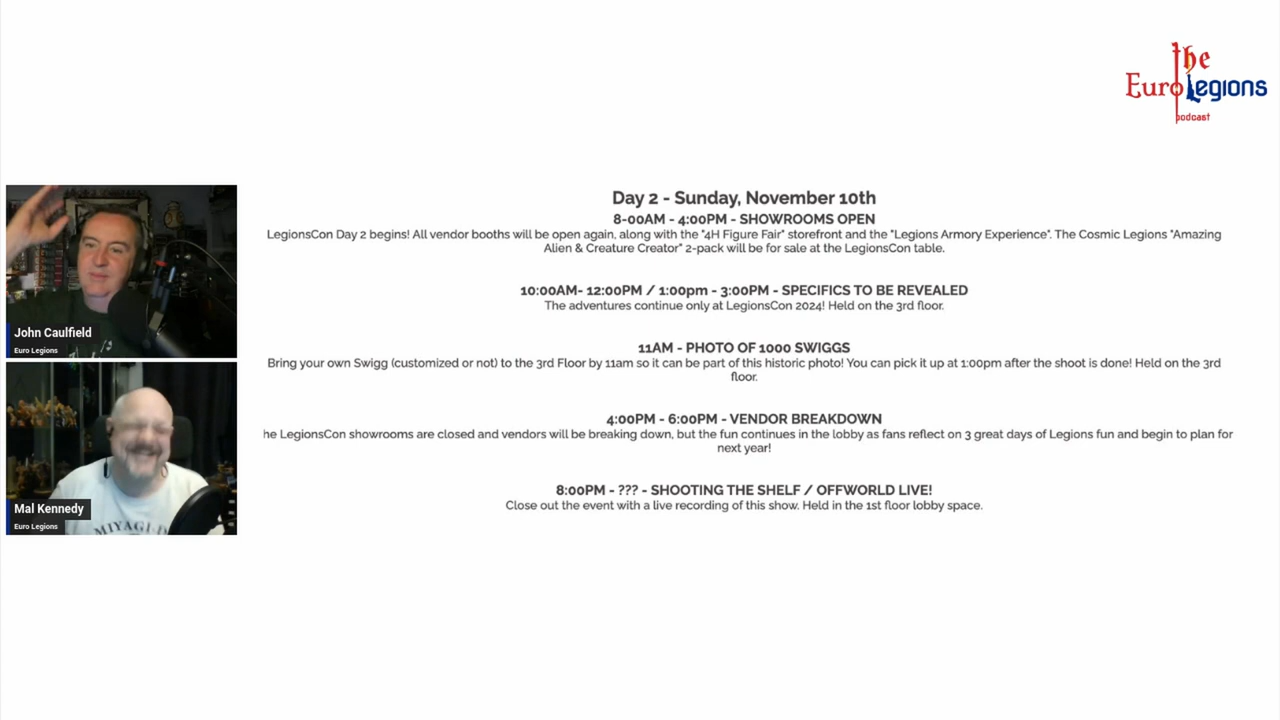 the
Euro Legions
podcast
Day 2 - Sunday, November 10th
8-00AM - 4:00PM - SHOWROOMS OPEN
LegionsCon Day 2 begins! All vendor booths will be open again, along with the "4H Figure Fair" storefront and the "Legions Armory Experience". The Cosmic Legions "Amazing
Alien & Creature Creator" 2-pack will be for sale at the LegionsCon table.
10:00AM- 12:00PM / 1:00pm - 3:00PM - SPECIFICS TO BE REVEALED
The adventures continue only at LegionsCon 2024! Held on the 3rd floor.
11AM - PHOTO OF 1000 SWIGGS
Bring your own Swigg (customized or not) to the 3rd Floor by 11am so it can be part of this historic photo! You can pick it up at 1:00pm after the shoot is done! Held on the 3rd
floor.
4:00PM - 6:00PM - VENDOR BREAKDOWN
he LegionsCon showrooms are closed and vendors will be breaking down, but the fun continues in the lobby as fans reflect on 3 great days of Legions fun and begin to plan for
next year!
8:00PM - ??? - SHOOTING THE SHELF / OFFWORLD LIVE!
Close out the event with a live recording of this show. Held in the 1st floor lobby space.
John Caulfield
Euro Legions
Mal Kennedy
Euro Legions